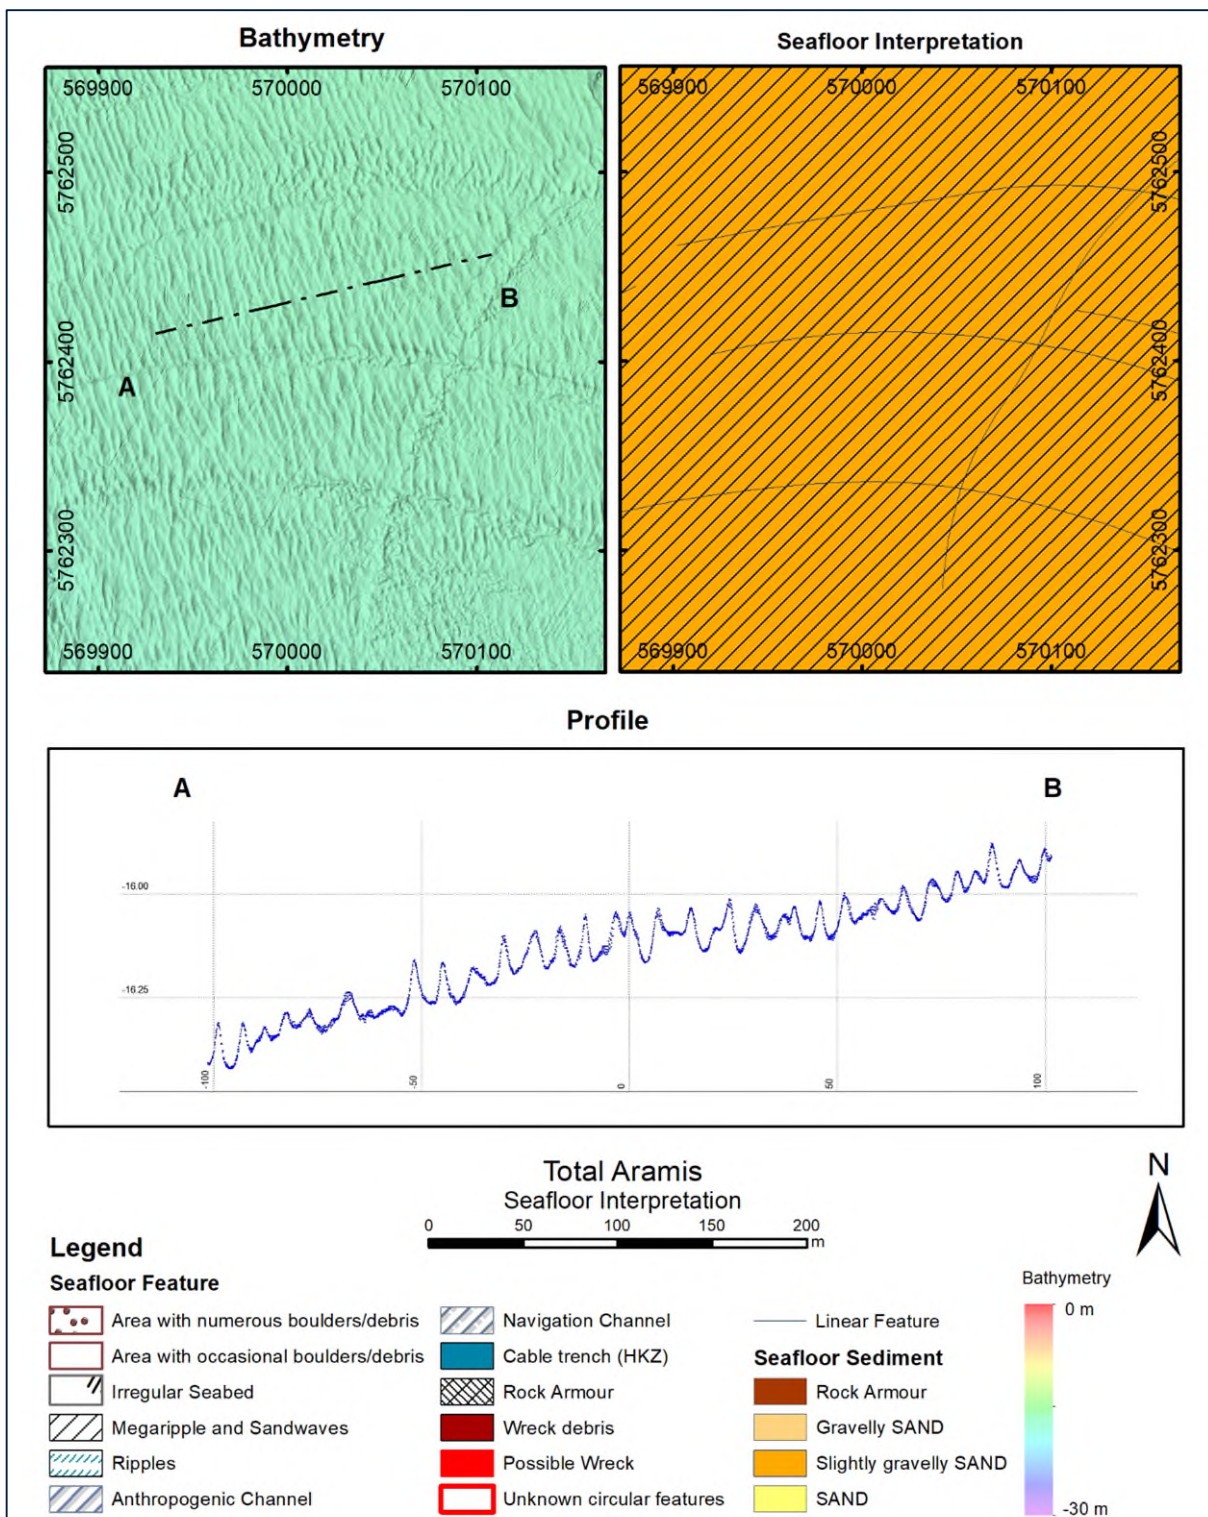 Bathymetry
Seafloor Interpretation
569900 570000 570100
5762500
5762400
5762300
A
B
569900 570000 570100
569900 570000 570100
5762500
5762400
5762300
569900 570000 570100
Profile
A B
-16.00
-16.25
-100 -50 0 50 100
Total Aramis
Seafloor Interpretation
0 50 100 150 200
m
N
Legend
Seafloor Feature
Area with numerous boulders/debris
Area with occasional boulders/debris
Irregular Seabed
Megaripple and Sandwaves
Ripples
Anthropogenic Channel
Navigation Channel
Cable trench (HKZ)
Rock Armour
Wreck debris
Possible Wreck
Unknown circular features
Linear Feature
Seafloor Sediment
Rock Armour
Gravelly SAND
Slightly gravelly SAND
SAND
Bathymetry
0 m
-30 m